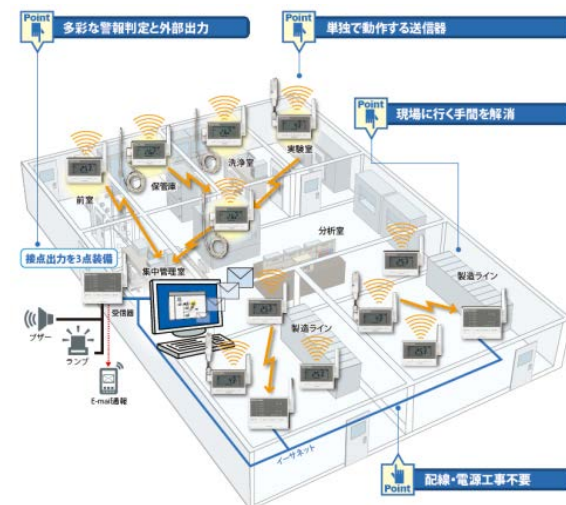 Point
多彩な警報判定と外部出力
Point
単独で動作する送信器
Point
現場に行く手間を解消
実験室
洗浄室
保管庫
前室
分析室
接点出力を3点装備
集中管理室
製造ライン
受信器
ブザー
ランプ
製造ライン
E-mail通報
イーサネット
Point
配線・電源工事不要